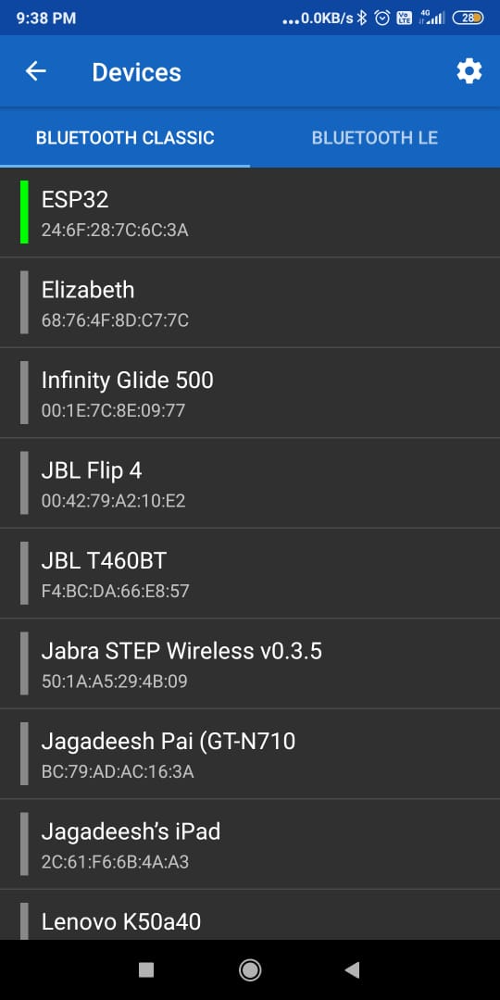 9:38 PM ...0.0KB/s Vo LTE 4G 28
Devices
BLUETOOTH CLASSIC BLUETOOTH LE
ESP32
24:6F:28:7C:6C:3A
Elizabeth
68:76:4F:8D:C7:7C
Infinity Glide 500
00:1E:7C:8E:09:77
JBL Flip 4
00:42:79:A2:10:E2
JBL T460BT
F4:BC:DA:66:E8:57
Jabra STEP Wireless v0.3.5
50:1A:A5:29:4B:09
Jagadeesh Pai (GT-N710
BC:79:AD:AC:16:3A
Jagadeesh’s iPad
2C:61:F6:6B:4A:A3
Lenovo K50a40